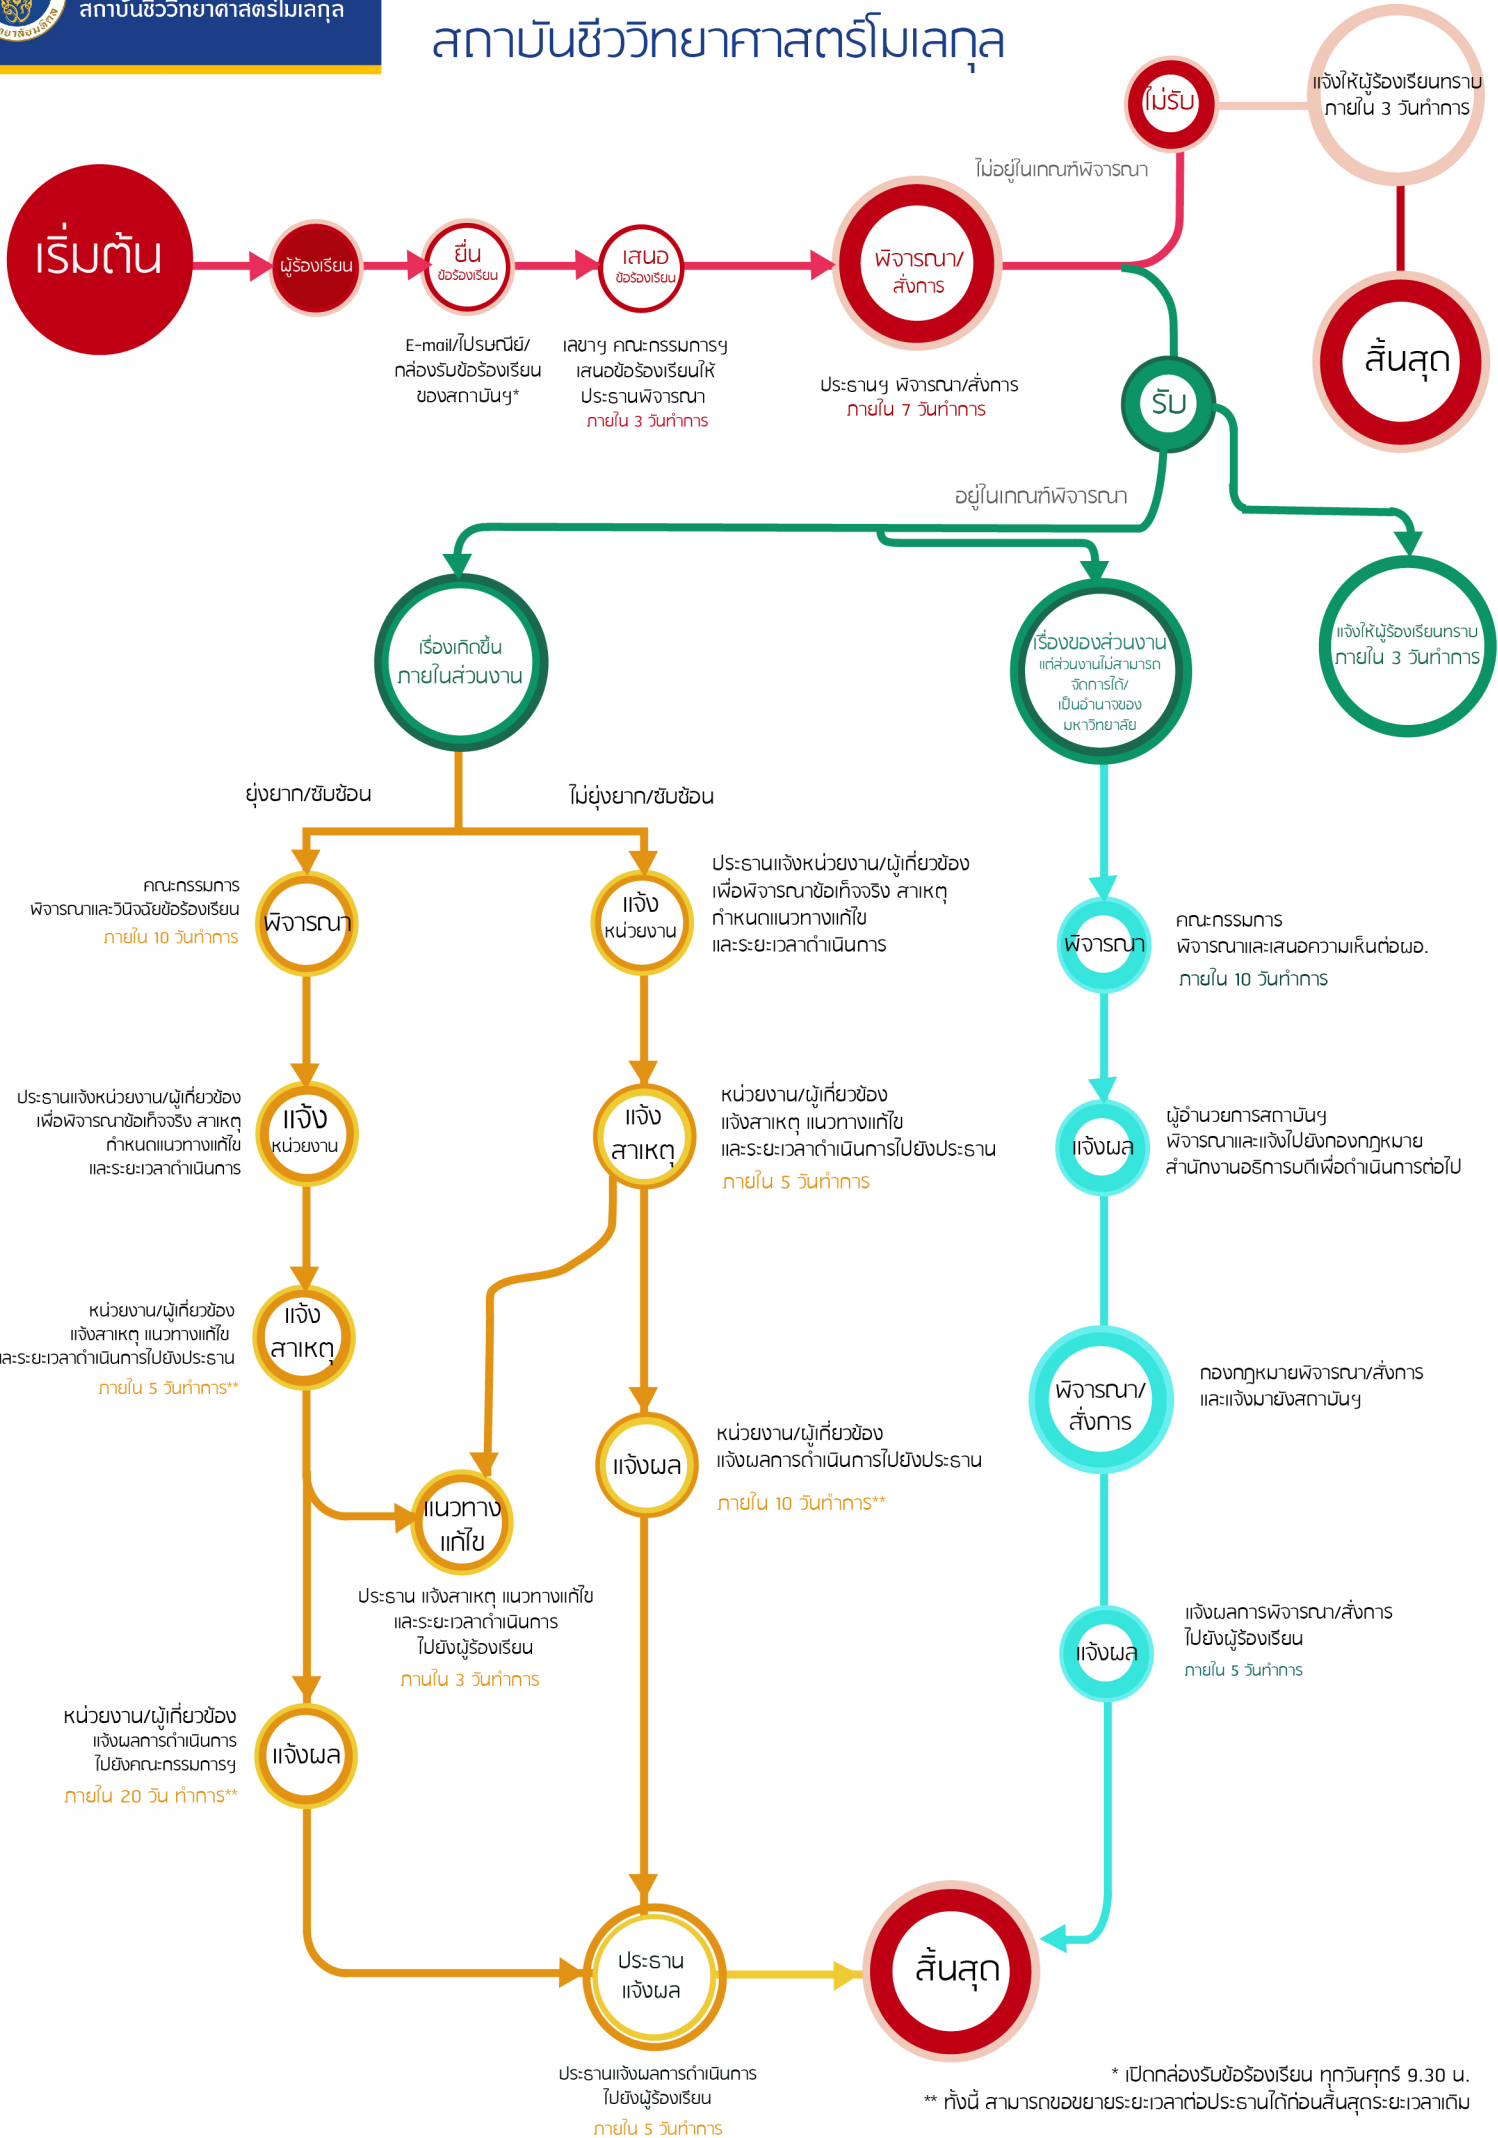 สถาบันชีววิทยาศาสตร์โมเลกุล
สถาบันชีววิทยาศาสตร์โมเลกุล
ไม่รับ
แจ้งให้ผู้ร้องเรียนทราบ
ภายใน 3 วันทำการ
ไม่อยู่ในเกณฑ์พิจารณา
เริ่มต้น
ผู้ร้องเรียน
ยื่น
ข้อร้องเรียน
เสนอ
ข้อร้องเรียน
พิจารณา/
สั่งการ
สิ้นสุด
E-mail/ไปรษณีย์/
กล่องรับข้อร้องเรียน
ของสถาบันฯ*
เลขาฯ คณะกรรมการฯ
เสนอข้อร้องเรียนให้
ประธานพิจารณา
ภายใน 3 วันทำการ
ประธานฯ พิจารณา/สั่งการ
ภายใน 7 วันทำการ
รับ
อยู่ในเกณฑ์พิจารณา
เรื่องเกิดขึ้น
ภายในส่วนงาน
เรื่องของส่วนงาน
แต่ส่วนงานไม่สามารถ
จัดการได้/
เป็นอำนาจของ
มหาวิทยาลัย
แจ้งให้ผู้ร้องเรียนทราบ
ภายใน 3 วันทำการ
ยุ่งยาก/ซับซ้อน
ไม่ยุ่งยาก/ซับซ้อน
คณะกรรมการ
พิจารณาและวินิจฉัยข้อร้องเรียน
ภายใน 10 วันทำการ
พิจารณา
แจ้ง
หน่วยงาน
ประธานแจ้งหน่วยงาน/ผู้เกี่ยวข้อง
เพื่อพิจารณาข้อเท็จจริง สาเหตุ
กำหนดแนวทางแก้ไข
และระยะเวลาดำเนินการ
พิจารณา
คณะกรรมการ
พิจารณาและเสนอความเห็นต่อผอ.
ภายใน 10 วันทำการ
ประธานแจ้งหน่วยงาน/ผู้เกี่ยวข้อง
เพื่อพิจารณาข้อเท็จจริง สาเหตุ
กำหนดแนวทางแก้ไข
และระยะเวลาดำเนินการ
แจ้ง
หน่วยงาน
แจ้ง
สาเหตุ
หน่วยงาน/ผู้เกี่ยวข้อง
แจ้งสาเหตุ แนวทางแก้ไข
และระยะเวลาดำเนินการไปยังประธาน
ภายใน 5 วันทำการ
แจ้งผล
ผู้อำนวยการสถาบันฯ
พิจารณาและแจ้งไปยังกองกฎหมาย
สำนักงานอธิการบดีเพื่อดำเนินการต่อไป
หน่วยงาน/ผู้เกี่ยวข้อง
แจ้งสาเหตุ แนวทางแก้ไข
และระยะเวลาดำเนินการไปยังประธาน
ภายใน 5 วันทำการ**
แจ้ง
สาเหตุ
พิจารณา/
สั่งการ
กองกฎหมายพิจารณา/สั่งการ
และแจ้งมายังสถาบันฯ
แจ้งผล
หน่วยงาน/ผู้เกี่ยวข้อง
แจ้งผลการดำเนินการไปยังประธาน
ภายใน 10 วันทำการ**
แนวทาง
แก้ไข
ประธาน แจ้งสาเหตุ แนวทางแก้ไข
และระยะเวลาดำเนินการ
ไปยังผู้ร้องเรียน
ภานใน 3 วันทำการ
แจ้งผล
แจ้งผลการพิจารณา/สั่งการ
ไปยังผู้ร้องเรียน
ภายใน 5 วันทำการ
หน่วยงาน/ผู้เกี่ยวข้อง
แจ้งผลการดำเนินการ
ไปยังคณะกรรมการฯ
ภายใน 20 วัน ทำการ**
แจ้งผล
ประธาน
แจ้งผล
สิ้นสุด
ประธานแจ้งผลการดำเนินการ
ไปยังผู้ร้องเรียน
ภายใน 5 วันทำการ
* เปิดกล่องรับข้อร้องเรียน ทุกวันศุกร์ 9.30 น.
** ทั้งนี้ สามารถขอขยายระยะเวลาต่อประธานได้ก่อนสิ้นสุดระยะเวลาเดิม